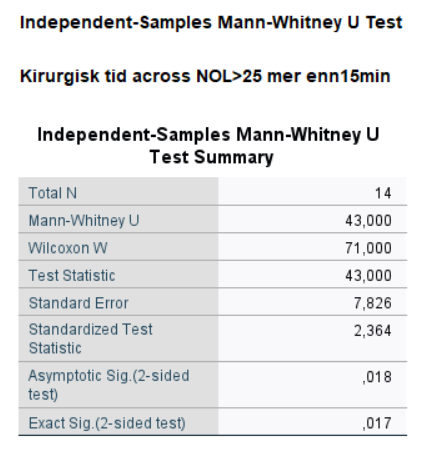 Independent-Samples Mann-Whitney U Test
Kirurgisk tid across NOL>25 mer enn15min
Independent-Samples Mann-Whitney U
Test Summary
Total N 14
Mann-Whitney U 43,000
Wilcoxon W 71,000
Test Statistic 43,000
Standard Error 7,826
Standardized Test 2,364
Statistic
Asymptotic Sig.(2-sided ,018
test)
Exact Sig.(2-sided test) ,017